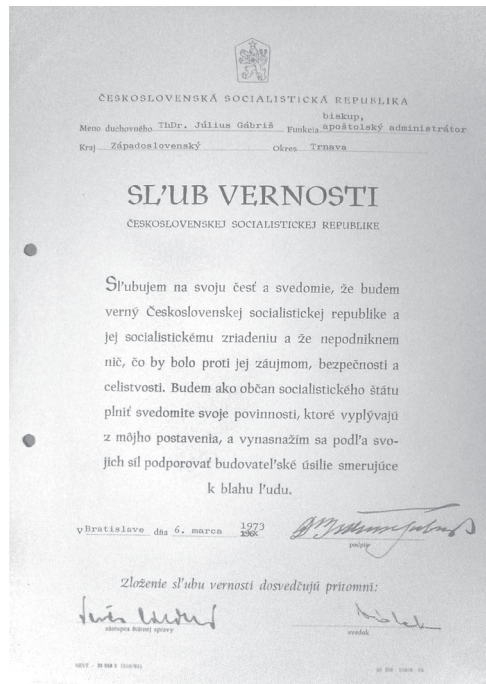 ČESKOSLOVENSKÁ SOCIALISTICKÁ REPUBLIKA
biskup,
Meno duchovného ThDr. Július Gábriš Funkcia apoštolský administrátor
Kraj Západoslovenský Okres Trnava
SĽUB VERNOSTI
ČESKOSLOVENSKEJ SOCIALISTICKEJ REPUBLIKE
Sľubujem na svoju česť a svedomie, že budem
verný Československej socialistickej republike a
jej socialistickému zriadeniu a že nepodniknem
nič, čo by bolo proti jej záujmom, bezpečnosti a
celistvosti. Budem ako občan socialistického štátu
plniť svedomite svoje povinnosti, ktoré vyplývajú
z môjho postavenia, a vynasnažím sa podľa svo-
jich síl podporovať budovateľské úsilie smerujúce
k blahu ľudu.
1973
v Bratislave dňa 6. marca
podpis
Zloženie sľubu vernosti dosvedčujú prítomní:
zástupca štátnej správy
svedok